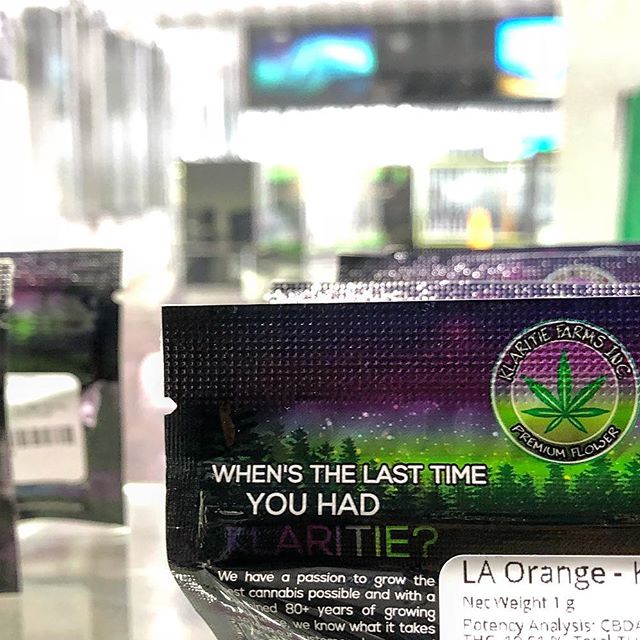 KLARITIE FARMS INC.
PREMIUM FLOWER
WHEN'S THE LAST TIME
YOU HAD
KLARITIE?
We have a passion to grow the
cannabis possible and with a
80+ years of growing
we know what it takes
LA Orange -
Net Weight 1 g
Potency Analysis: CBDA
THC